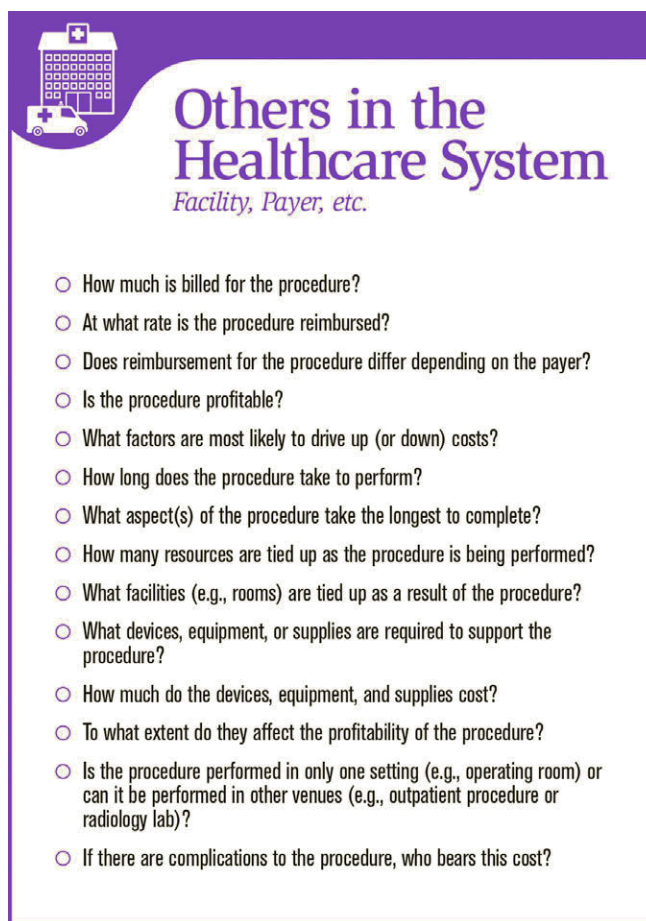 Others in the
Healthcare System
Facility, Payer, etc.
How much is billed for the procedure?
At what rate is the procedure reimbursed?
Does reimbursement for the procedure differ depending on the payer?
Is the procedure profitable?
What factors are most likely to drive up (or down) costs?
How long does the procedure take to perform?
What aspect(s) of the procedure take the longest to complete?
How many resources are tied up as the procedure is being performed?
What facilities (e.g., rooms) are tied up as a result of the procedure?
What devices, equipment, or supplies are required to support the
procedure?
How much do the devices, equipment, and supplies cost?
To what extent do they affect the profitability of the procedure?
Is the procedure performed in only one setting (e.g., operating room) or
can it be performed in other venues (e.g., outpatient procedure or
radiology lab)?
If there are complications to the procedure, who bears this cost?